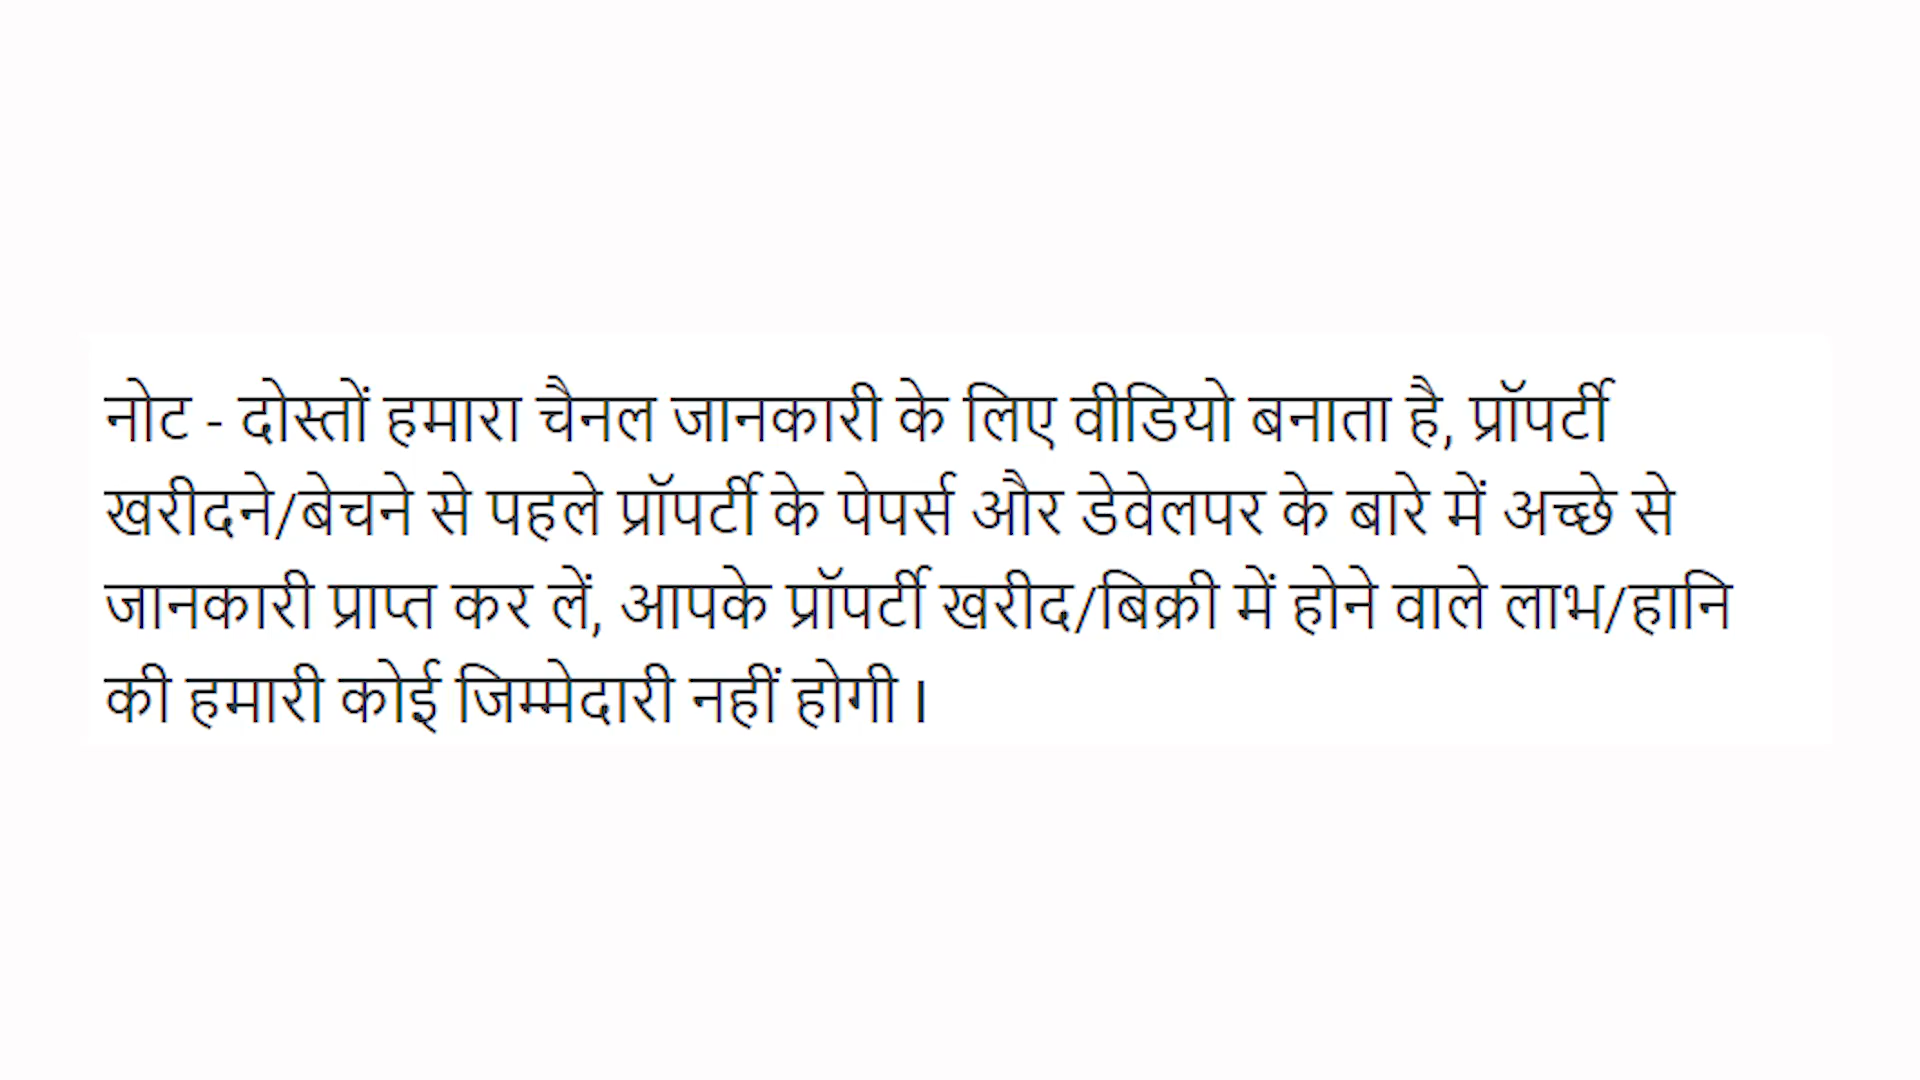 नोट - दोस्तों हमारा चैनल जानकारी के लिए वीडियो बनाता है, प्रॉपर्टी
खरीदने/बेचने से पहले प्रॉपर्टी के पेपर्स और डेवेलपर के बारे में अच्छे से
जानकारी प्राप्त कर लें, आपके प्रॉपर्टी खरीद/बिक्री में होने वाले लाभ/हानि
की हमारी कोई जिम्मेदारी नहीं होगी।